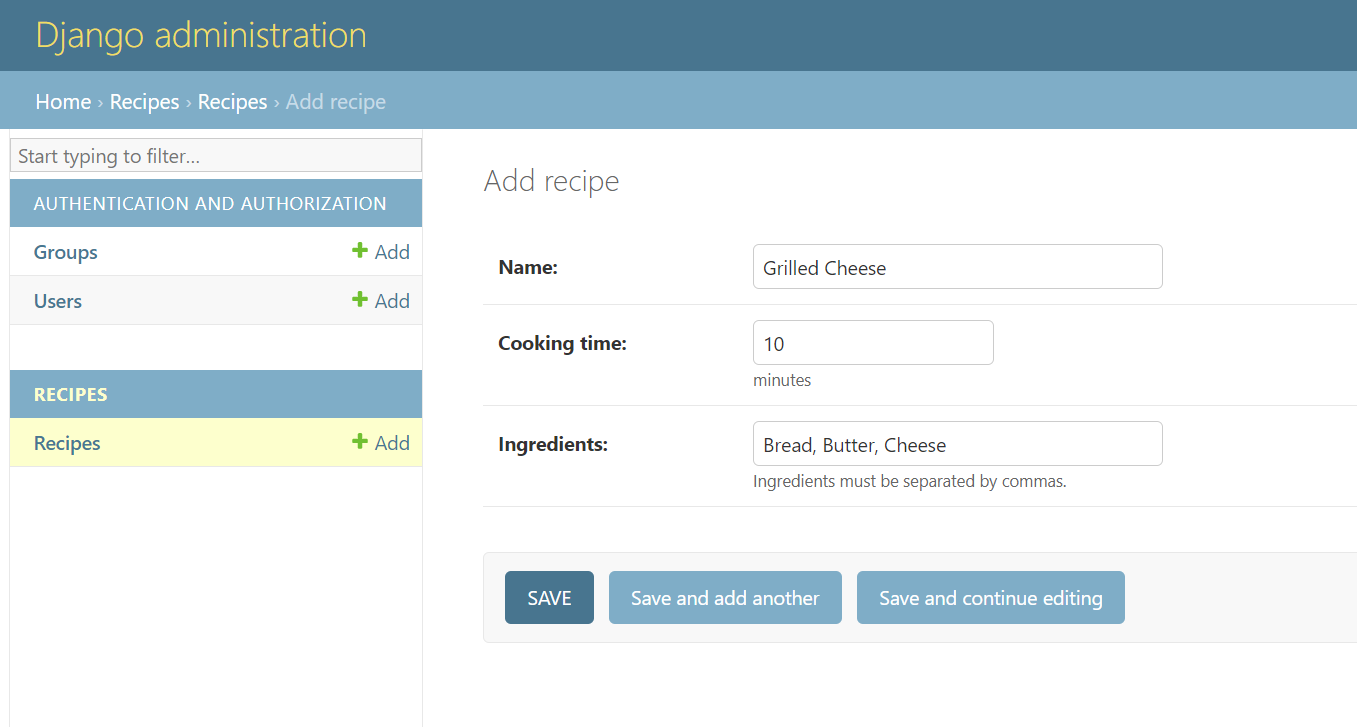 Django administration
Home › Recipes › Recipes › Add recipe
Start typing to filter...
AUTHENTICATION AND AUTHORIZATION
Groups + Add
Users + Add
RECIPES
Recipes + Add
Add recipe
Name: Grilled Cheese
Cooking time: 10
minutes
Ingredients: Bread, Butter, Cheese
Ingredients must be separated by commas.
SAVE Save and add another Save and continue editing